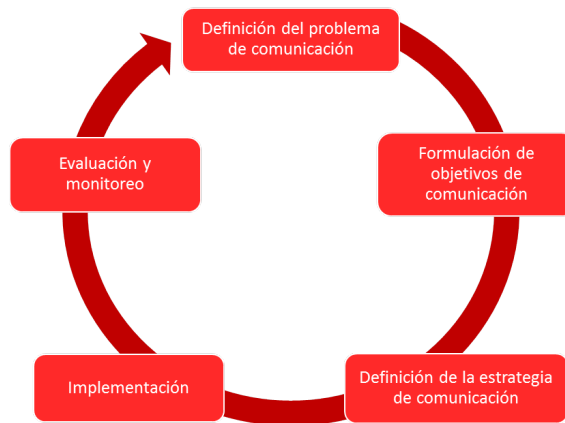 Definición del problema
de comunicación
Formulación de
objetivos de
comunicación
Definición de la estrategia
de comunicación
Implementación
Evaluación y
monitoreo